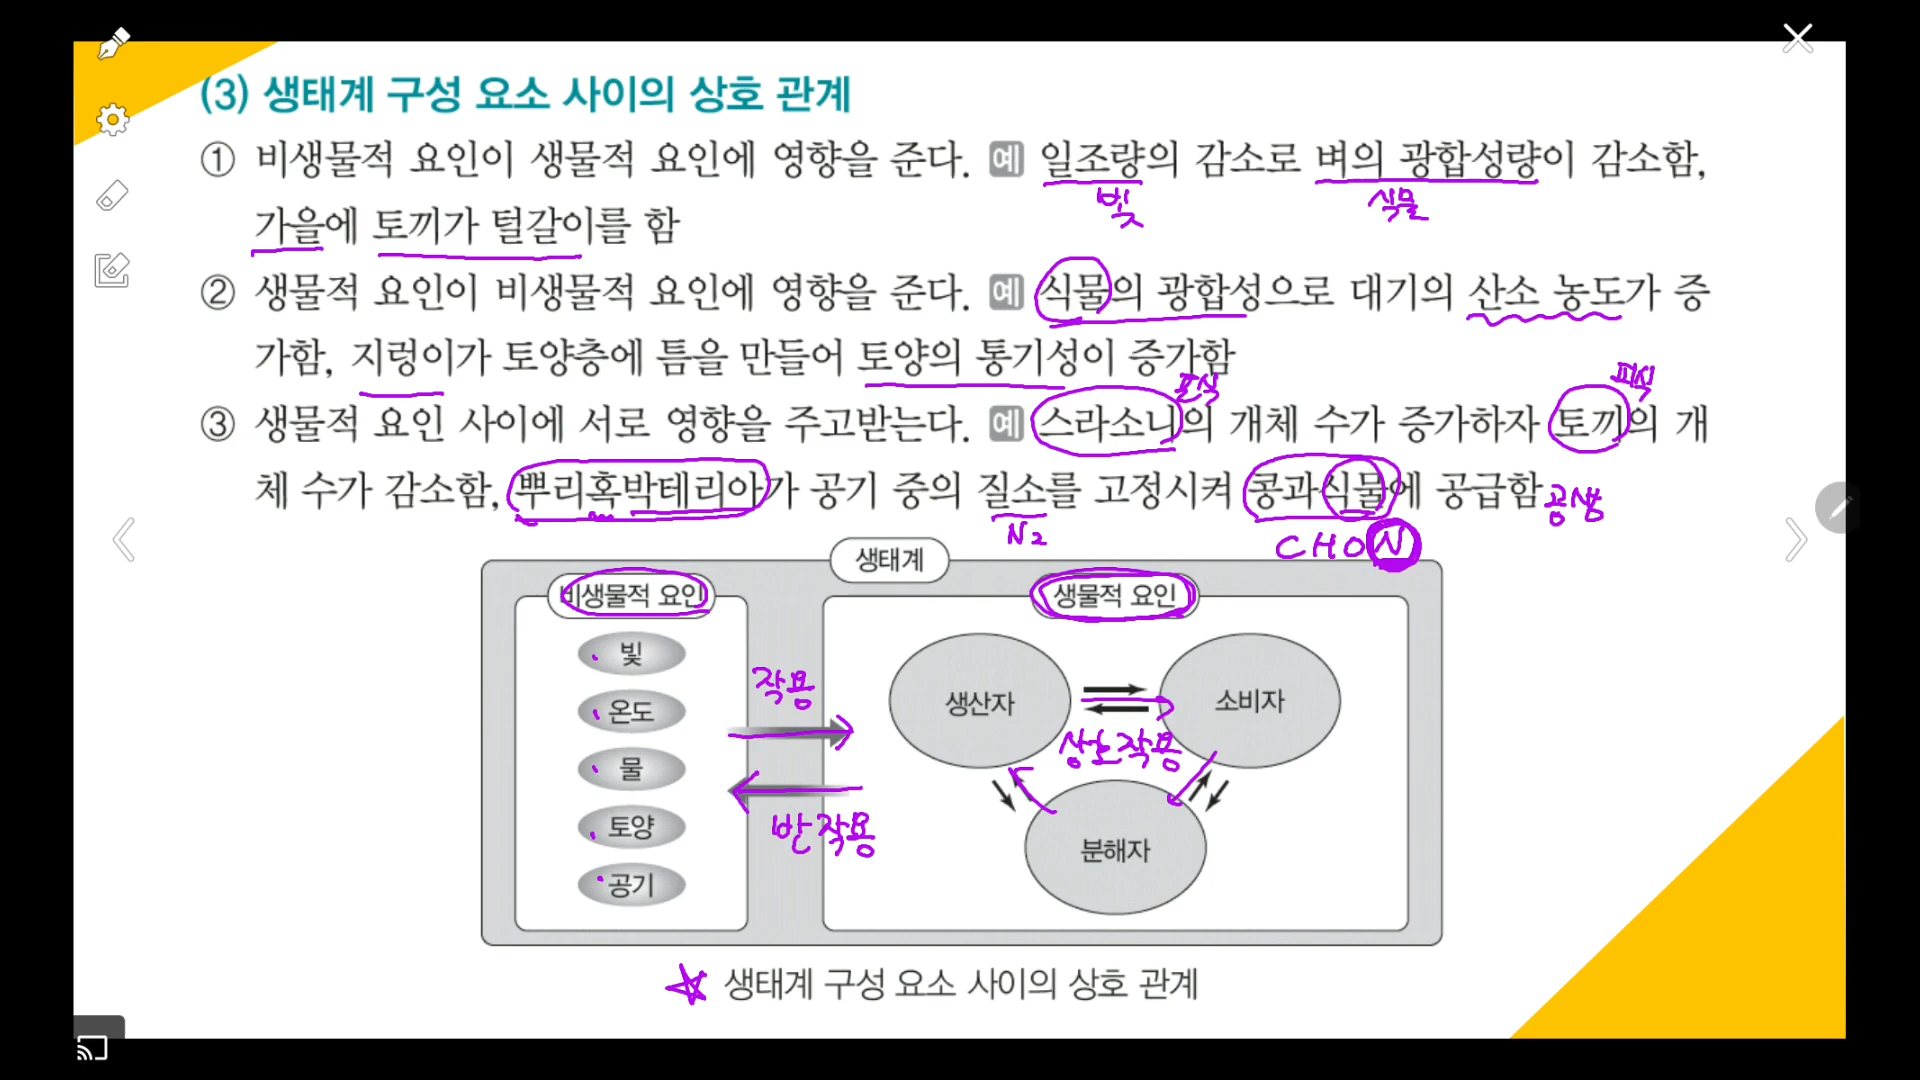 (3) 생태계 구성 요소 사이의 상호 관계
① 비생물적 요인이 생물적 요인에 영향을 준다. 예 일조량의 감소로 벼의 광합성량이 감소함,
빛 식물
가을에 토끼가 털갈이를 함
② 생물적 요인이 비생물적 요인에 영향을 준다. 예 식물의 광합성으로 대기의 산소 농도가 증
가함, 지렁이가 토양층에 틈을 만들어 토양의 통기성이 증가함
포식 피식
③ 생물적 요인 사이에 서로 영향을 주고받는다. 예 스라소니의 개체 수가 증가하자 토끼의 개
체 수가 감소함, 뿌리혹박테리아가 공기 중의 질소를 고정시켜 콩과식물에 공급함 공생
N2 CHON
생태계
비생물적 요인
빛
온도
물
토양
공기
작용
반작용
생물적 요인
생산자
소비자
상호작용
분해자
생태계 구성 요소 사이의 상호 관계